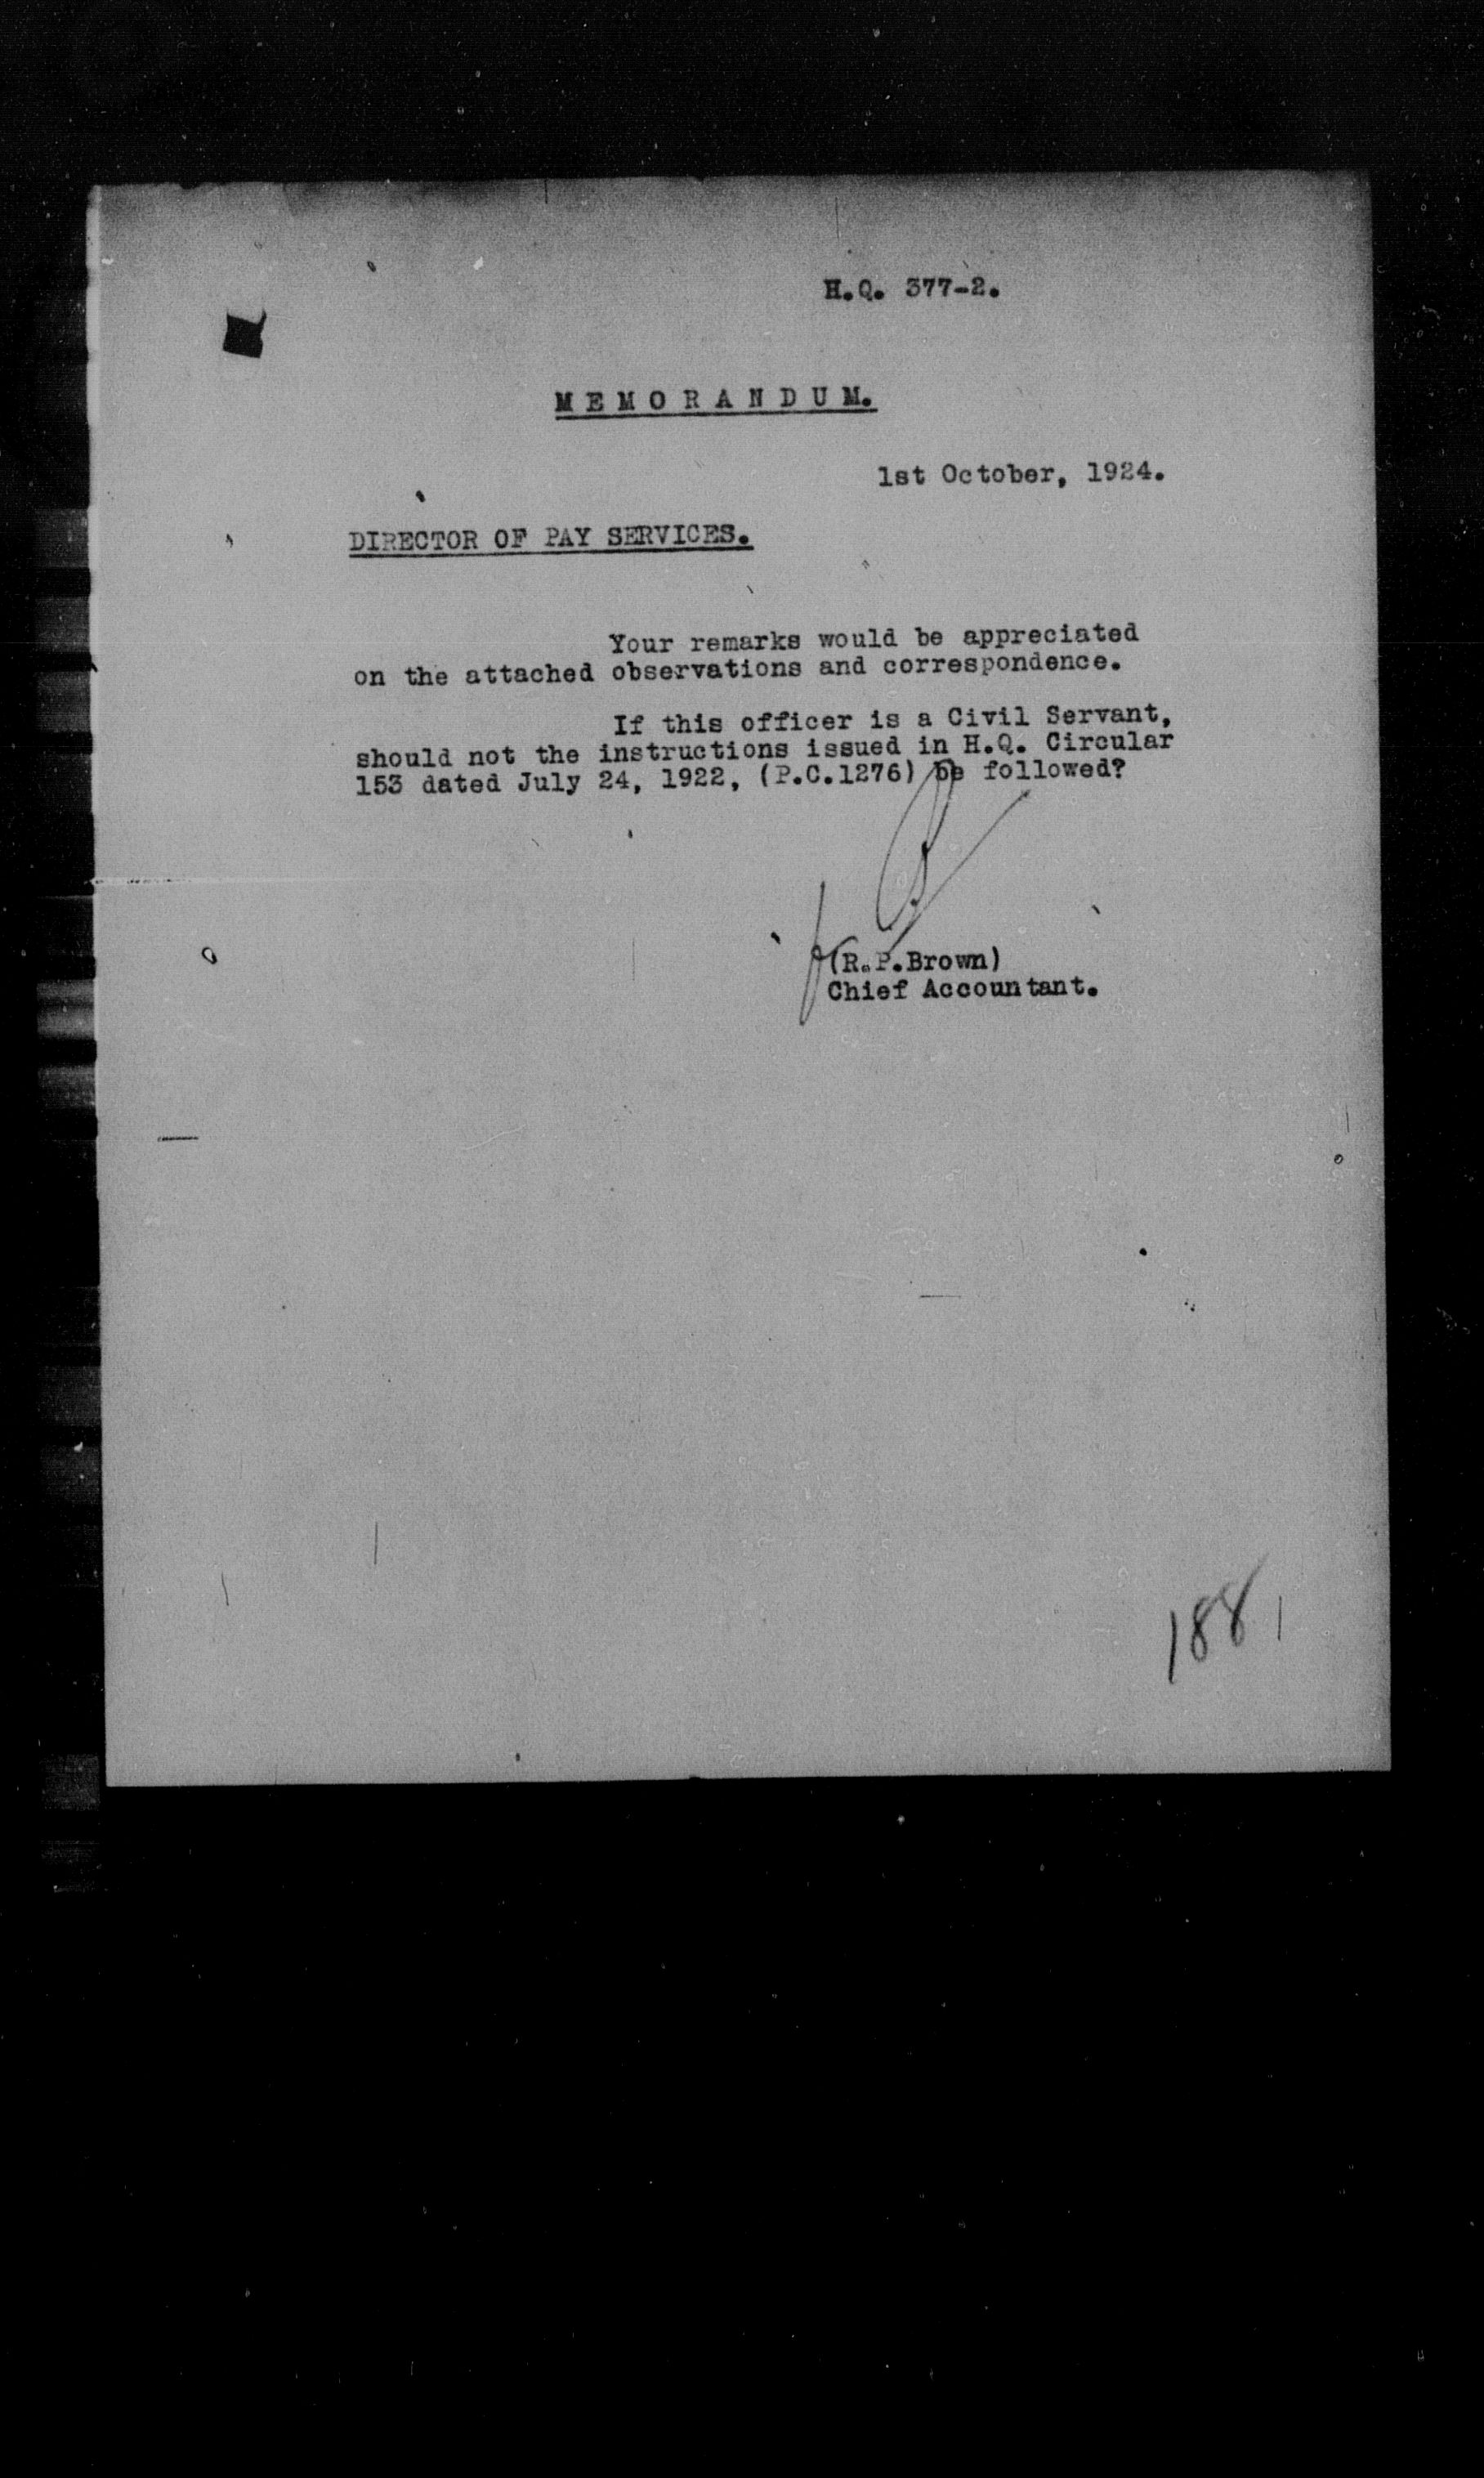 H.Q. 377-2.
MEMORANDUM.
1st October, 1924.
DIRECTOR OF PAY SERVICES.
Your remarks would be appreciated
on the attached observations and correspondence.
If this officer is a Civil Servant,
should not the instructions issued in H.Q. Circular
153 dated July 24, 1922, (P.C.1276) be followed?
(R.P.Brown)
Chief Accountant.
188